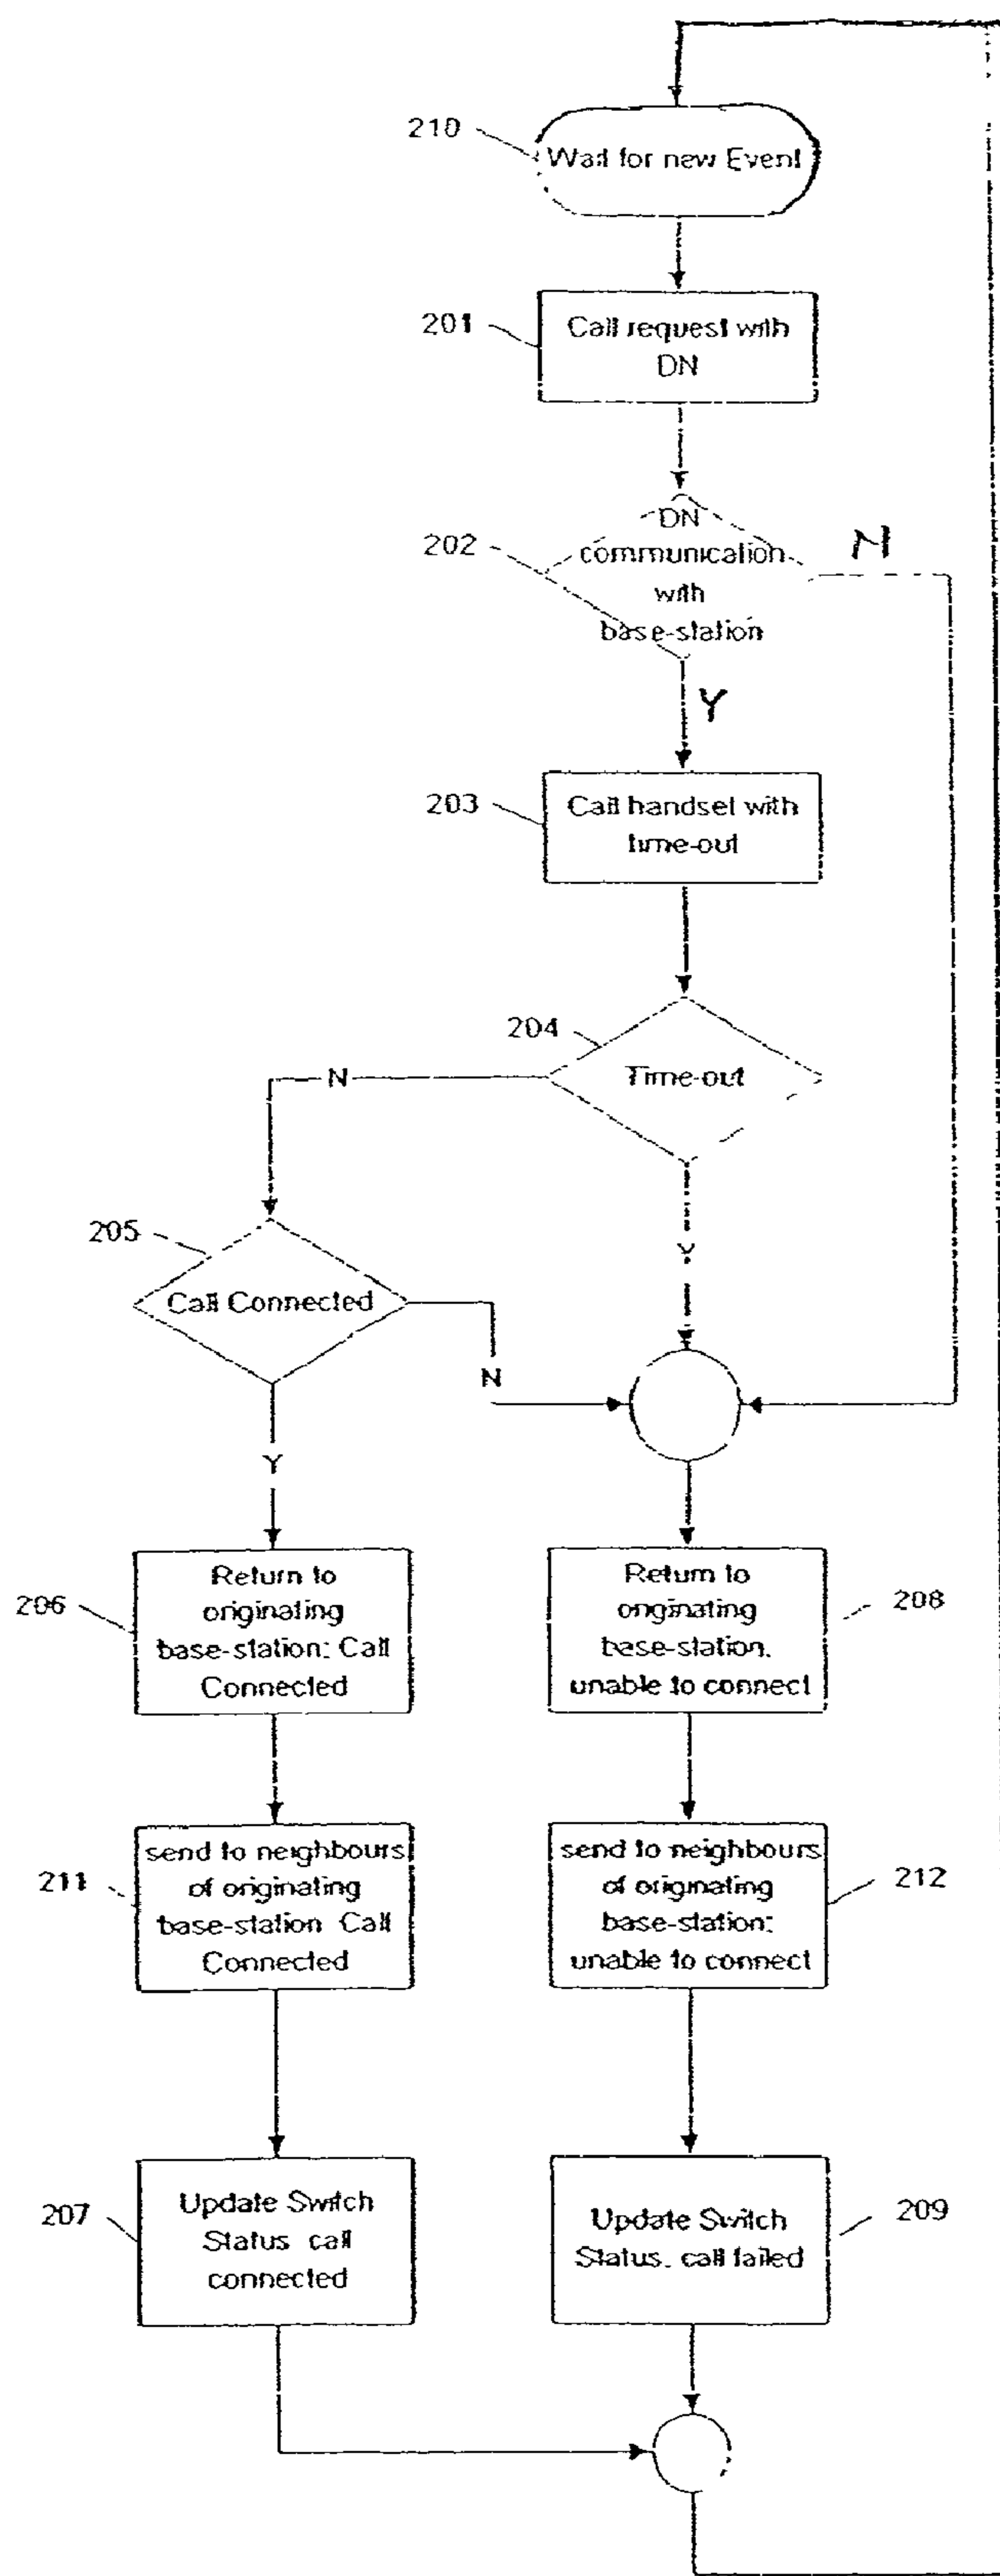 210
Wait for new Event
201
Call request with
DN
202
DN
communication
with
base-station
N
Y
203
Call handset with
time-out
204
Time-out
N
Y
205
Call Connected
N
Y
206
Return to
originating
base-station: Call
Connected
Return to
originating
base-station.
unable to connect
208
211
send to neighbours
of originating
base-station Call
Connected
send to neighbours
of originating
base-station:
unable to connect
212
207
Update Switch
Status call
connected
Update Switch
Status. call failed
209